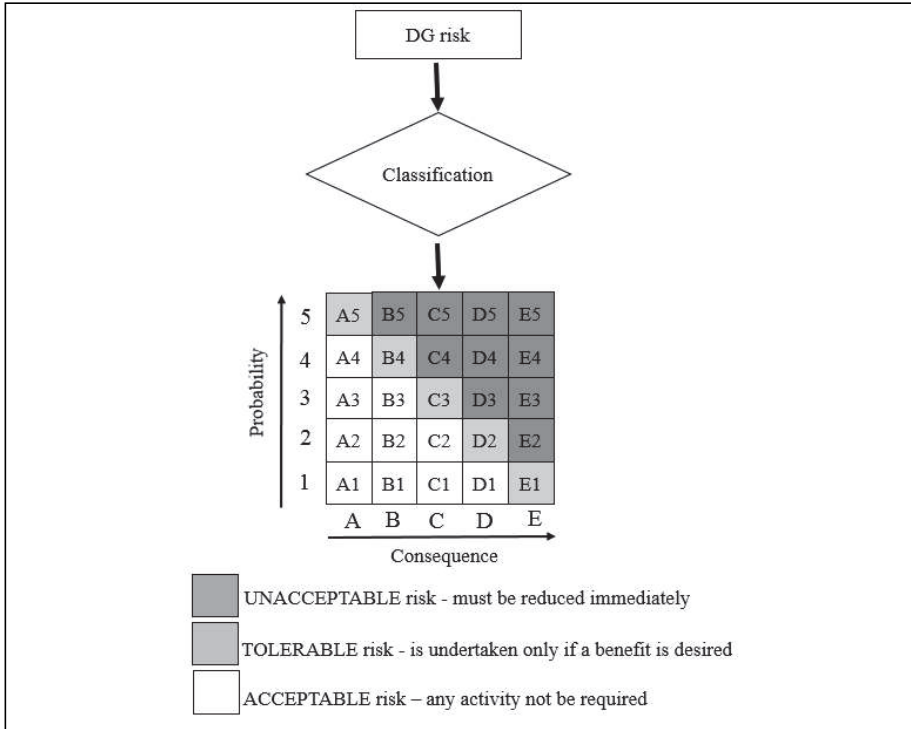 DG risk
Classification
Probability
5 A5 B5 C5 D5 E5
4 A4 B4 C4 D4 E4
3 A3 B3 C3 D3 E3
2 A2 B2 C2 D2 E2
1 A1 B1 C1 D1 E1
A B C D E
Consequence
UNACCEPTABLE risk - must be reduced immediately
TOLERABLE risk - is undertaken only if a benefit is desired
ACCEPTABLE risk – any activity not be required